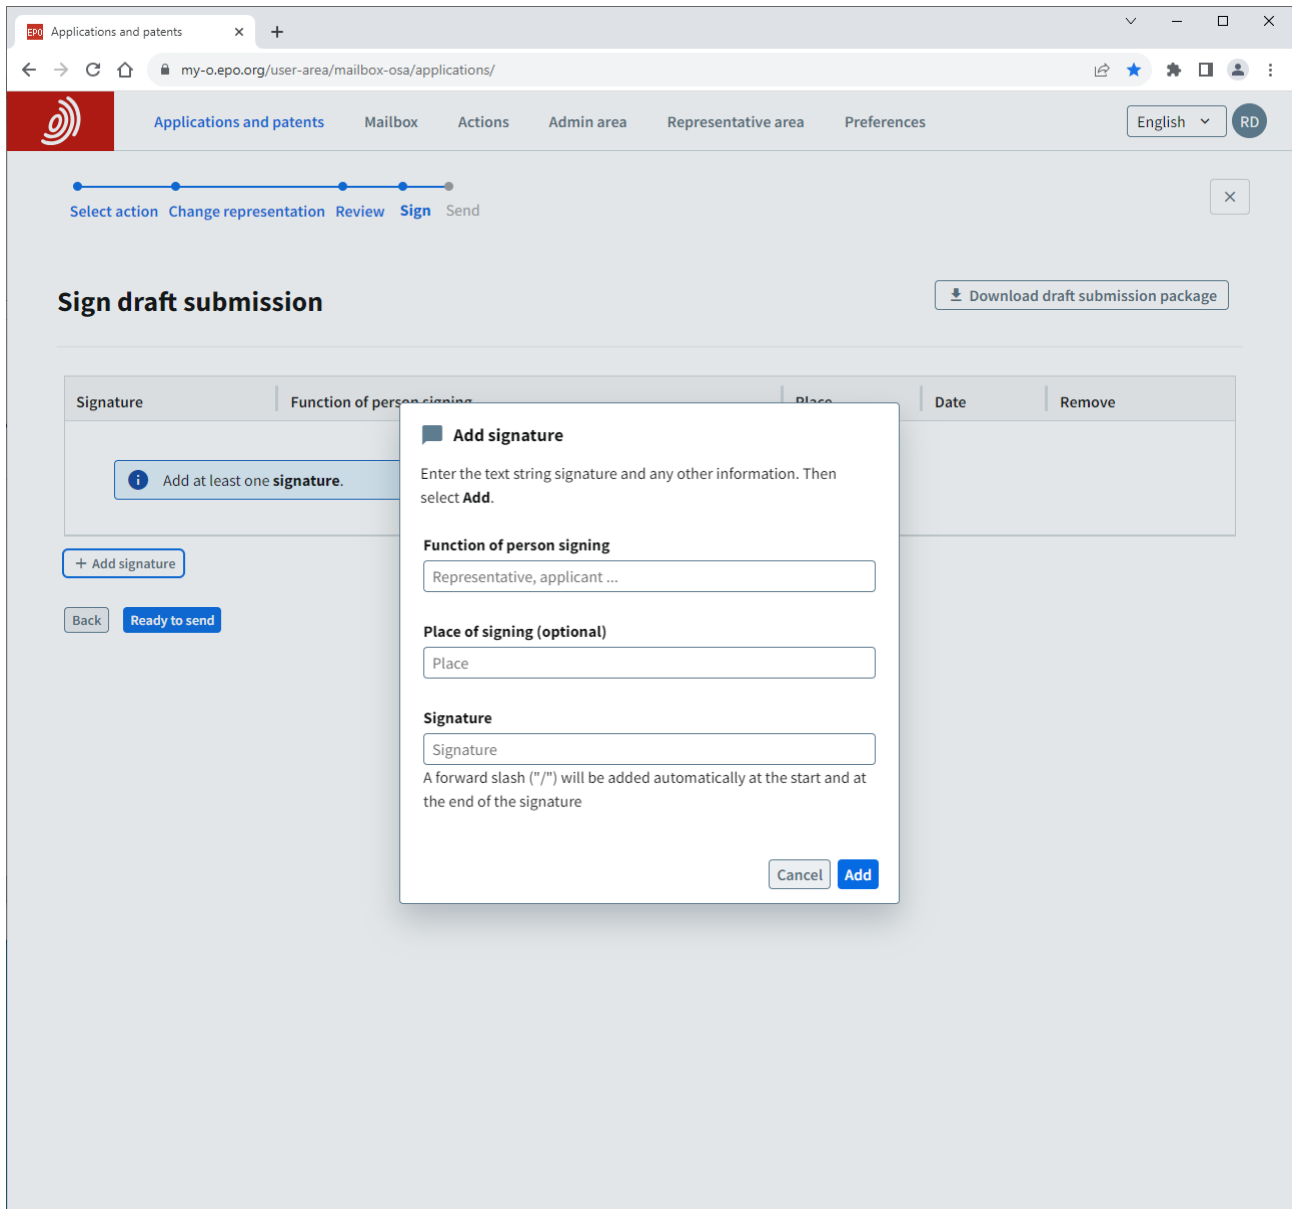 EPO Applications and patents
my-o.epo.org/user-area/mailbox-osa/applications/
Applications and patents Mailbox Actions Admin area Representative area Preferences English RD
Select action Change representation Review Sign Send
Sign draft submission
Download draft submission package
Signature Function of person signing Place Date Remove
Add at least one signature.
+ Add signature
Back Ready to send
Add signature
Enter the text string signature and any other information. Then
select Add.
Function of person signing
Representative, applicant ...
Place of signing (optional)
Place
Signature
Signature
A forward slash ("/") will be added automatically at the start and at
the end of the signature
Cancel Add